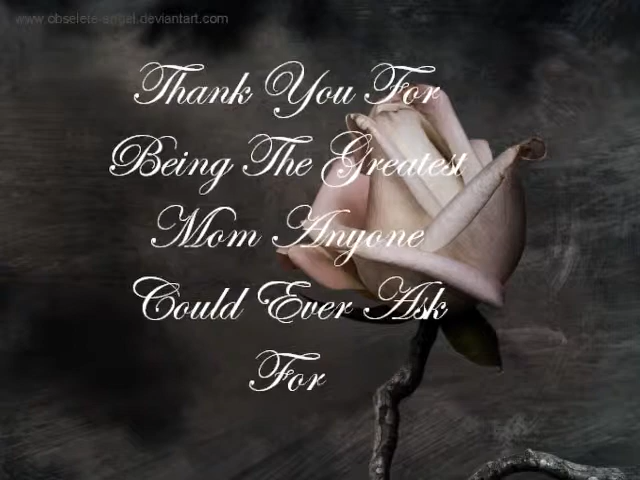 www.obselete-angel.deviantart.com
Thank You For
Being The Greatest
Mom Anyone
Could Ever Ask
For